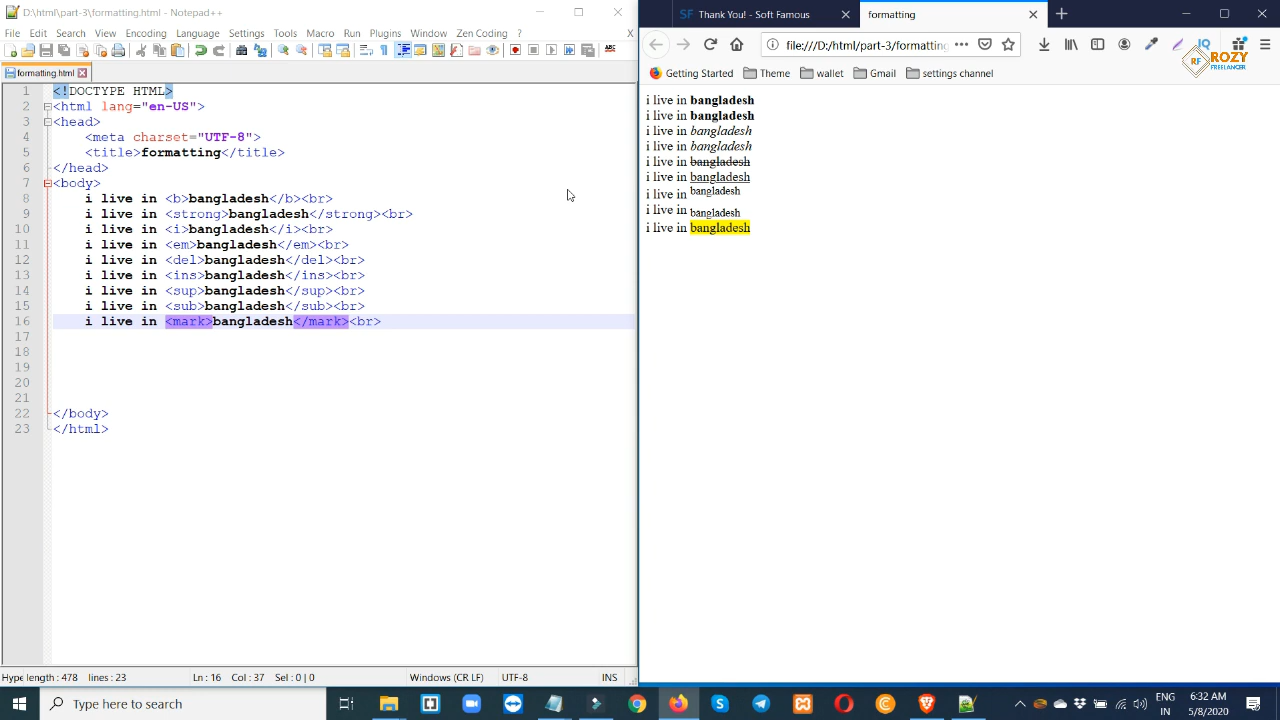 D:\html\part-3\formatting.html - Notepad++
File Edit Search View Encoding Language Settings Tools Macro Run Plugins Window Zen Coding ? X
formatting.html
1 <!DOCTYPE HTML>
2 <html lang="en-US">
3 <head>
4 <meta charset="UTF-8">
5 <title>formatting</title>
6 </head>
7 <body>
8 i live in <b>bangladesh</b><br>
9 i live in <strong>bangladesh</strong><br>
10 i live in <i>bangladesh</i><br>
11 i live in <em>bangladesh</em><br>
12 i live in <del>bangladesh</del><br>
13 i live in <ins>bangladesh</ins><br>
14 i live in <sup>bangladesh</sup><br>
15 i live in <sub>bangladesh</sub><br>
16 i live in <mark>bangladesh</mark><br>
17
18
19
20
21
22 </body>
23 </html>
Hype length : 478 lines : 23 Ln : 16 Col : 37 Sel : 0 | 0 Windows (CR LF) UTF-8 INS
SF Thank You! - Soft Famous
formatting
file:///D:/html/part-3/formatting
IQ
RF ROZY
FREELANCER
Getting Started Theme wallet Gmail settings channel
i live in bangladesh
i live in bangladesh
i live in bangladesh
i live in bangladesh
i live in bangladesh
i live in bangladesh
i live in bangladesh
i live in bangladesh
i live in bangladesh
Type here to search
ENG
IN
6:32 AM
5/8/2020